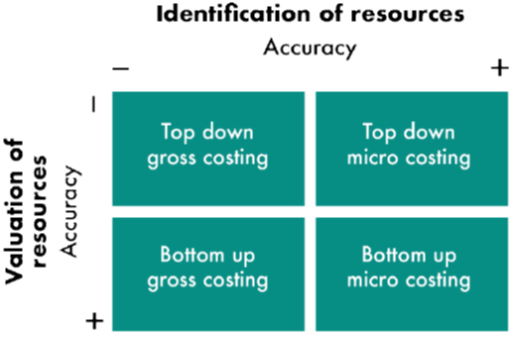 Identification of resources
Accuracy
– +
Valuation of
resources
Accuracy
–
Top down
gross costing
Top down
micro costing
Bottom up
gross costing
Bottom up
micro costing
+